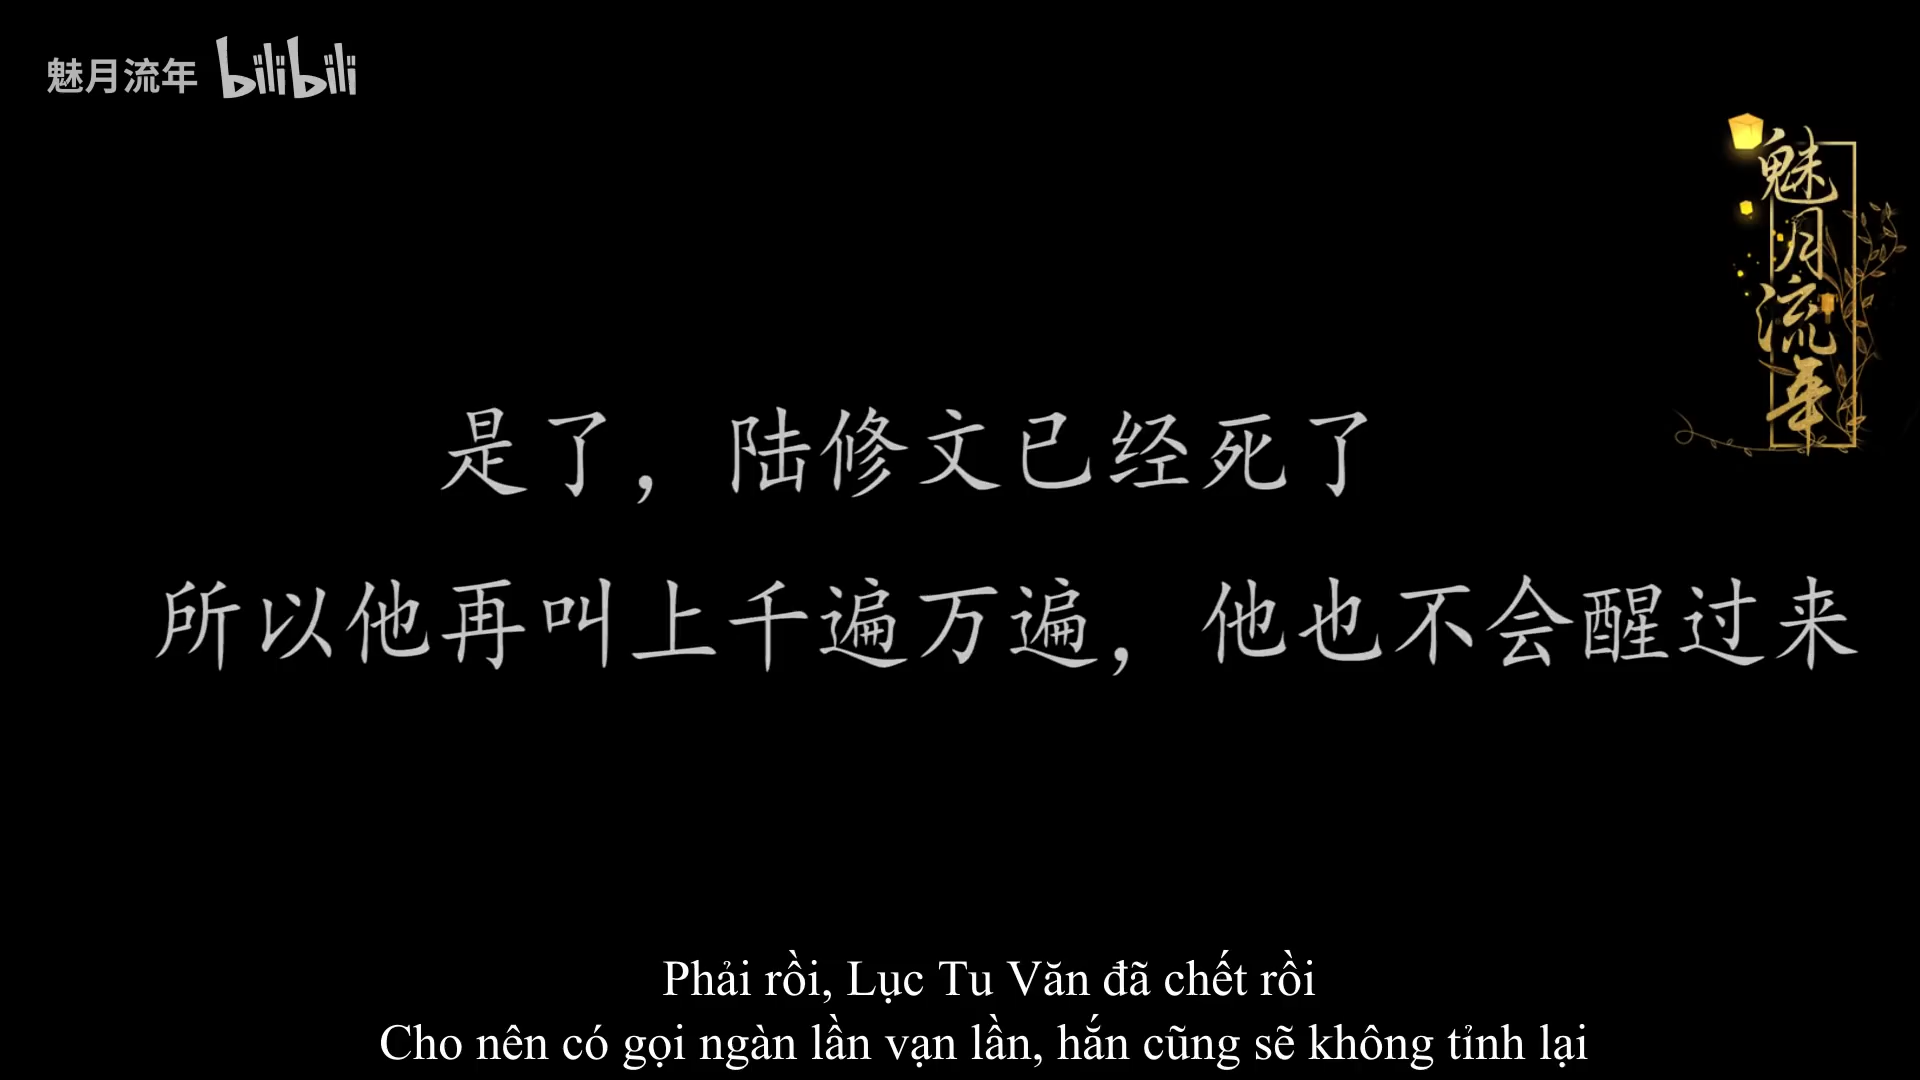 魅月流年 bilibili
魅月流年
是了，陆修文已经死了
所以他再叫上千遍万遍，他也不会醒过来
Phải rồi, Lục Tu Văn đã chết rồi
Cho nên có gọi ngàn lần vạn lần, hắn cũng sẽ không tỉnh lại